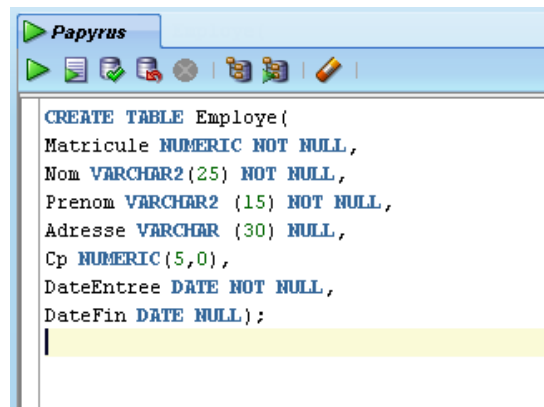 Papyrus
CREATE TABLE Employe(
Matricule NUMERIC NOT NULL,
Nom VARCHAR2(25) NOT NULL,
Prenom VARCHAR2 (15) NOT NULL,
Adresse VARCHAR (30) NULL,
Cp NUMERIC(5,0),
DateEntree DATE NOT NULL,
DateFin DATE NULL);